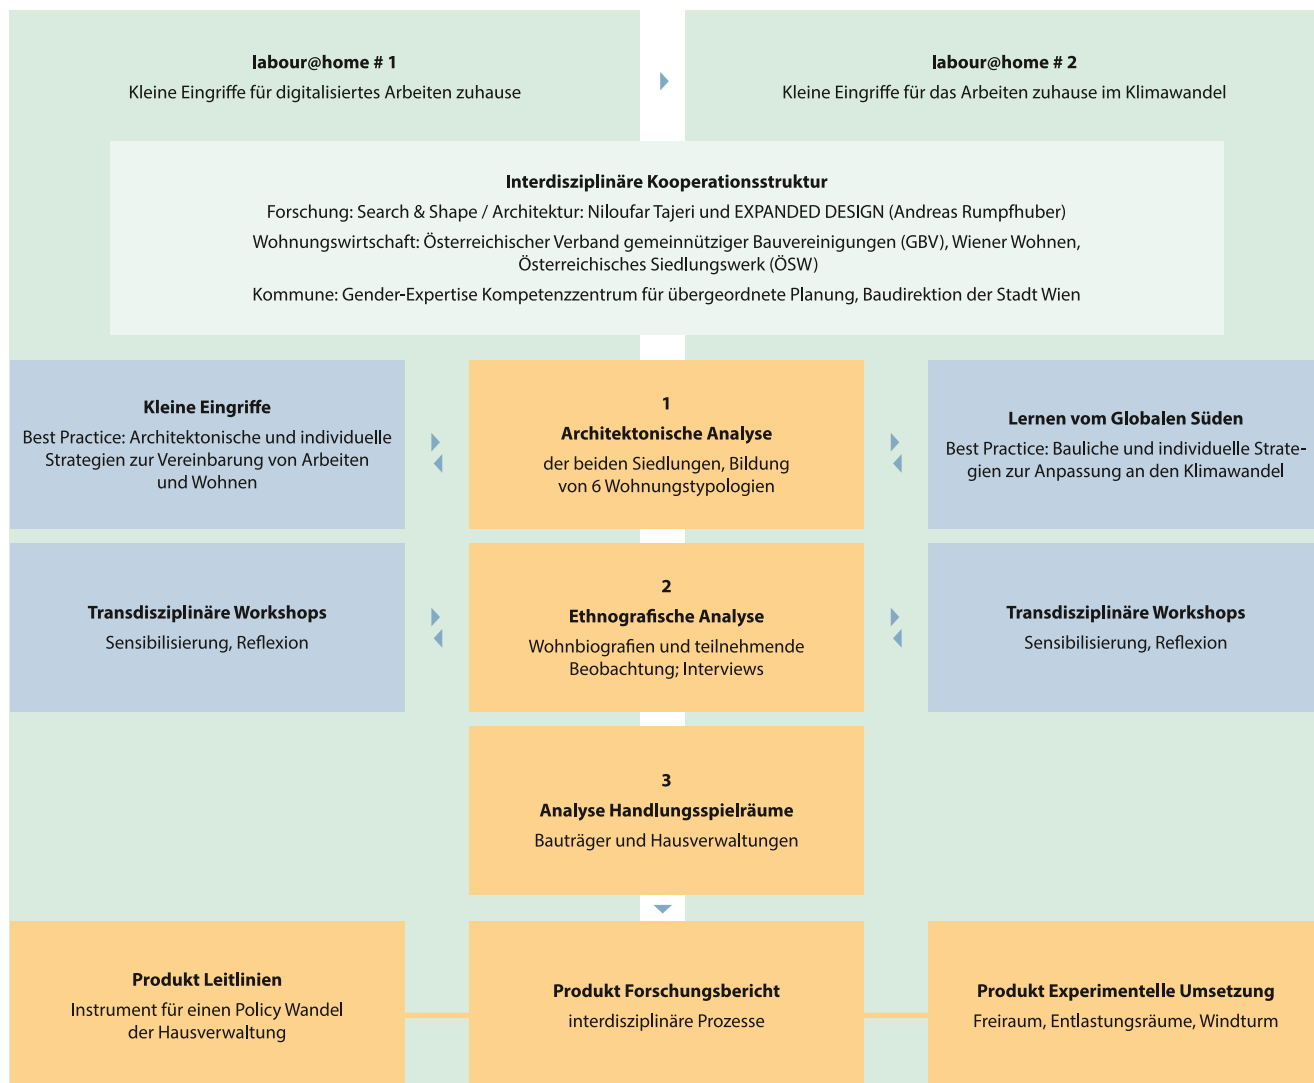 labour@home # 1
Kleine Eingriffe für digitalisiertes Arbeiten zuhause
labour@home # 2
Kleine Eingriffe für das Arbeiten zuhause im Klimawandel
Interdisziplinäre Kooperationsstruktur
Forschung: Search & Shape / Architektur: Niloufar Tajeri und EXPANDED DESIGN (Andreas Rumpfhuber)
Wohnungswirtschaft: Österreichischer Verband gemeinnütziger Bauvereinigungen (GBV), Wiener Wohnen,
Österreichisches Siedlungswerk (ÖSW)
Kommune: Gender-Expertise Kompetenzzentrum für übergeordnete Planung, Baudirektion der Stadt Wien
Kleine Eingriffe
Best Practice: Architektonische und individuelle
Strategien zur Vereinbarung von Arbeiten
und Wohnen
1
Architektonische Analyse
der beiden Siedlungen, Bildung
von 6 Wohnungstypologien
Lernen vom Globalen Süden
Best Practice: Bauliche und individuelle Strate-
gien zur Anpassung an den Klimawandel
Transdisziplinäre Workshops
Sensibilisierung, Reflexion
2
Ethnografische Analyse
Wohnbiografien und teilnehmende
Beobachtung; Interviews
Transdisziplinäre Workshops
Sensibilisierung, Reflexion
3
Analyse Handlungsspielräume
Bauträger und Hausverwaltungen
Produkt Leitlinien
Instrument für einen Policy Wandel
der Hausverwaltung
Produkt Forschungsbericht
interdisziplinäre Prozesse
Produkt Experimentelle Umsetzung
Freiraum, Entlastungsräume, Windturm